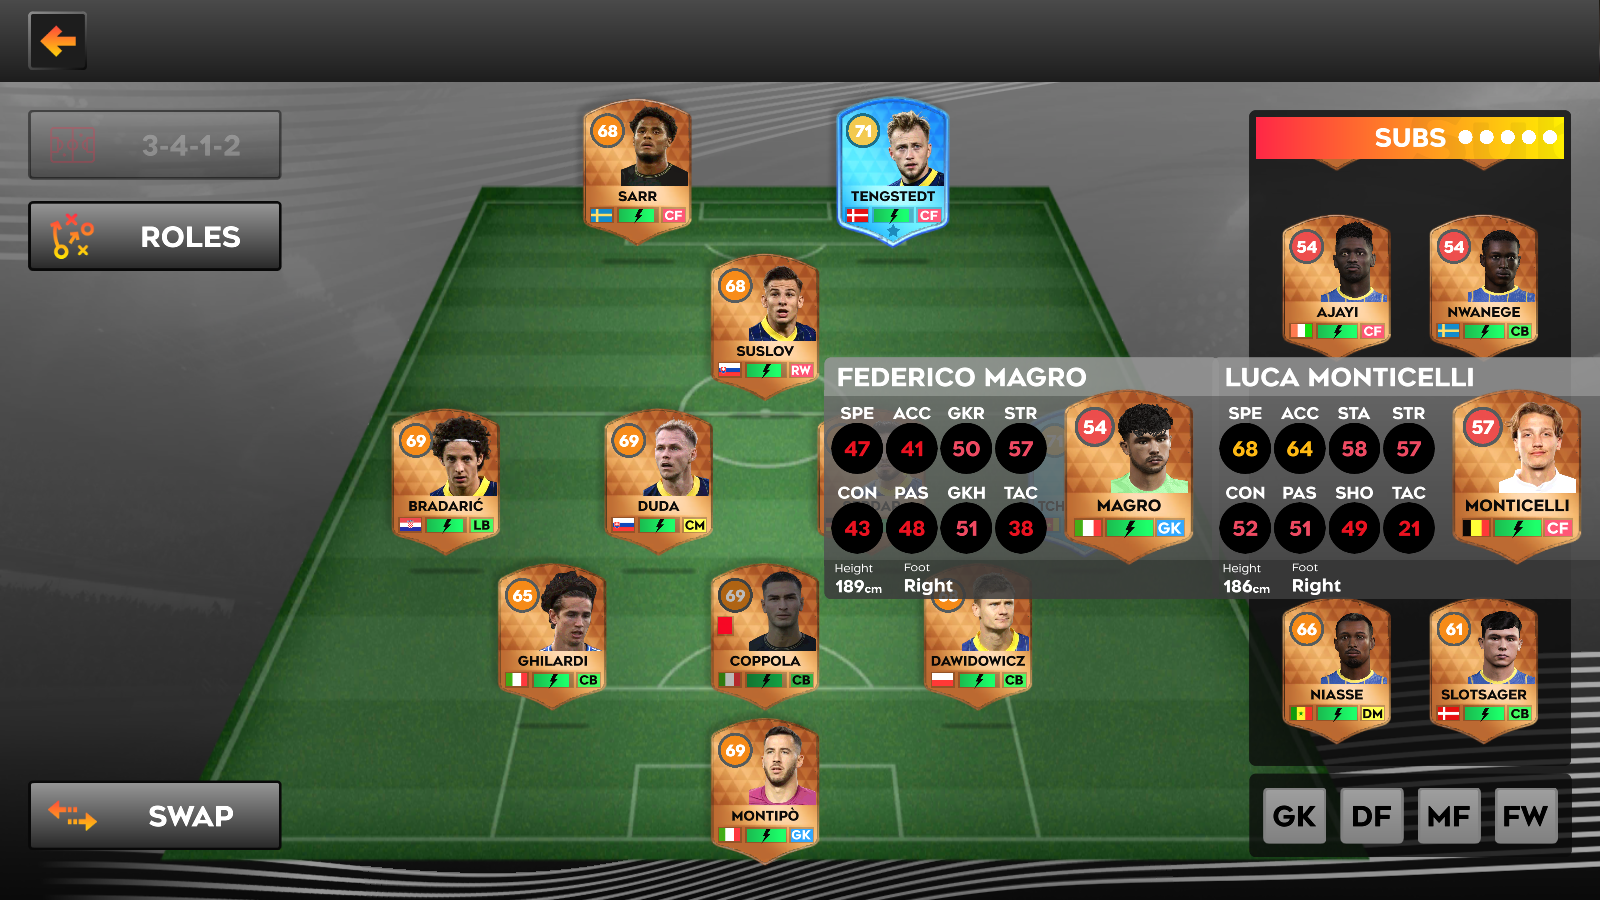 3-4-1-2
ROLES
SWAP
68
SARR
CF
71
TENGSTEDT
CF
68
SUSLOV
RW
69
BRADARIĆ
LB
69
DUDA
CM
65
GHILARDI
CB
69
COPPOLA
CB
DAWIDOWICZ
CB
69
MONTIPÒ
GK
SUBS
54
AJAYI
CF
54
NWANEGE
CB
FEDERICO MAGRO
SPE ACC GKR STR
47 41 50 57
CON PAS GKH TAC
43 48 51 38
Height Foot
189cm Right
54
MAGRO
GK
LUCA MONTICELLI
SPE ACC STA STR
68 64 58 57
CON PAS SHO TAC
52 51 49 21
Height Foot
186cm Right
57
MONTICELLI
CF
66
NIASSE
DM
61
SLOTSAGER
CB
GK DF MF FW